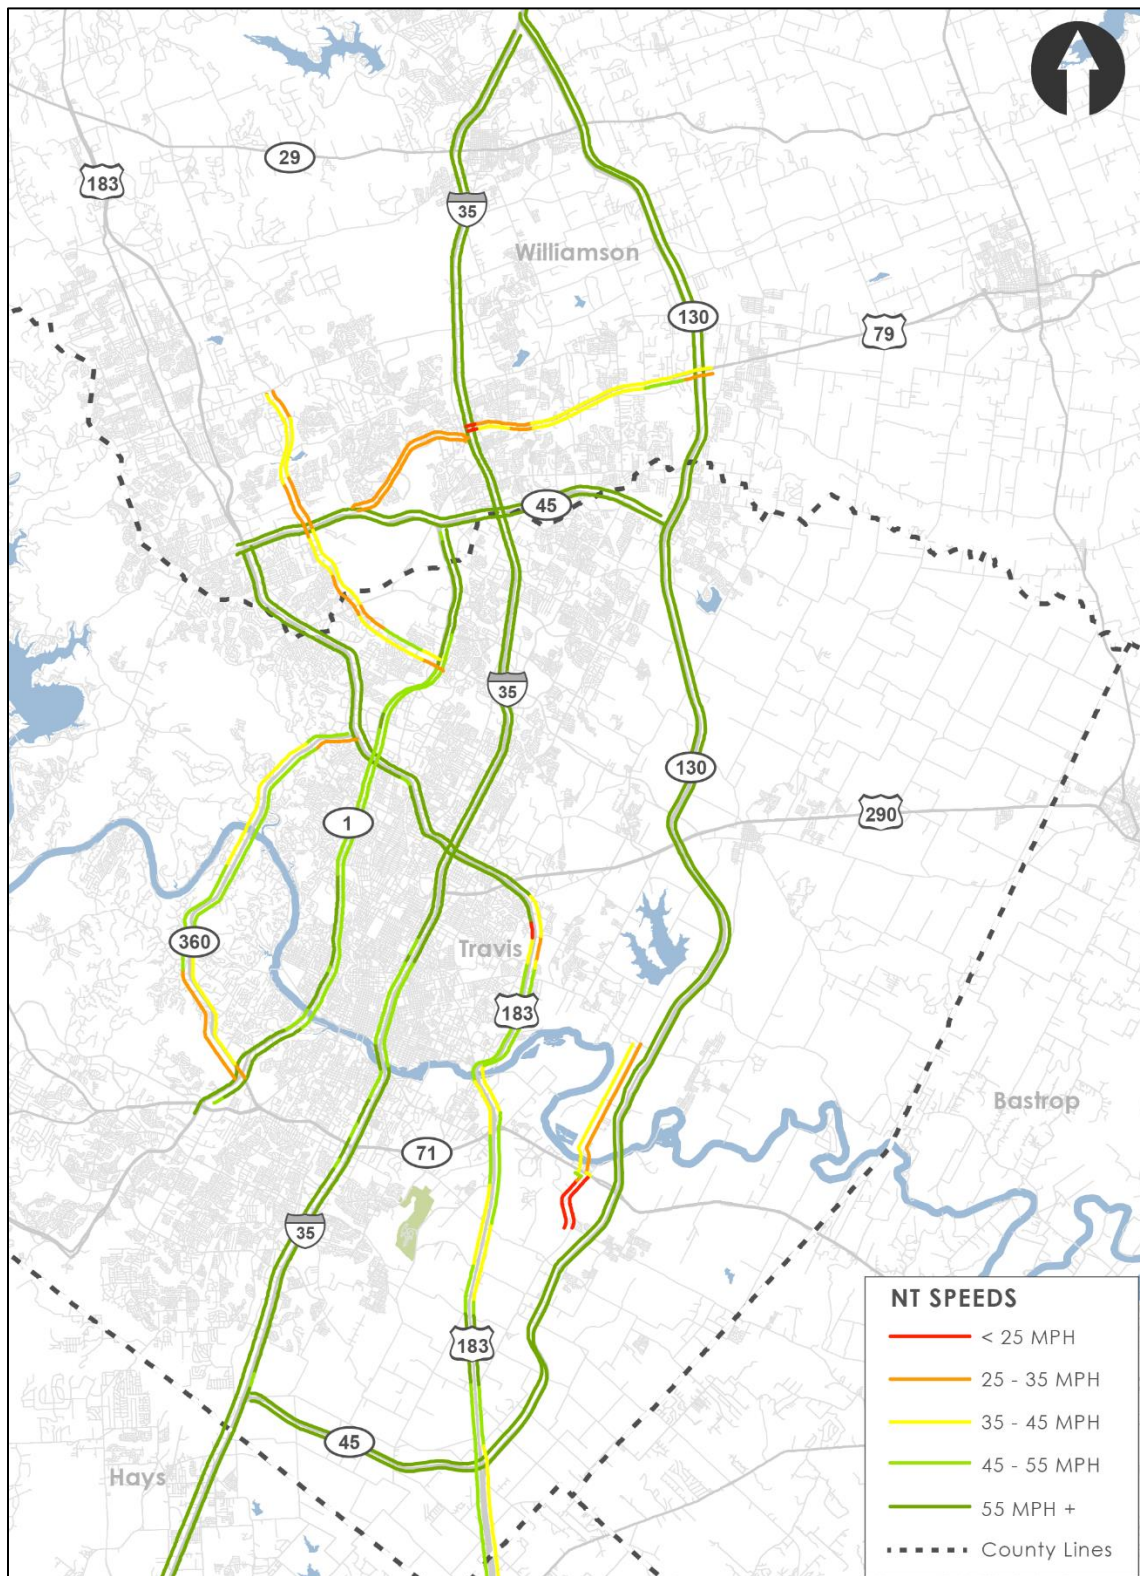 29
183
35
Williamson
130
79
45
35
130
290
1
360
Travis
183
Bastrop
71
35
183
45
Hays
NT SPEEDS
< 25 MPH
25 - 35 MPH
35 - 45 MPH
45 - 55 MPH
55 MPH +
County Lines